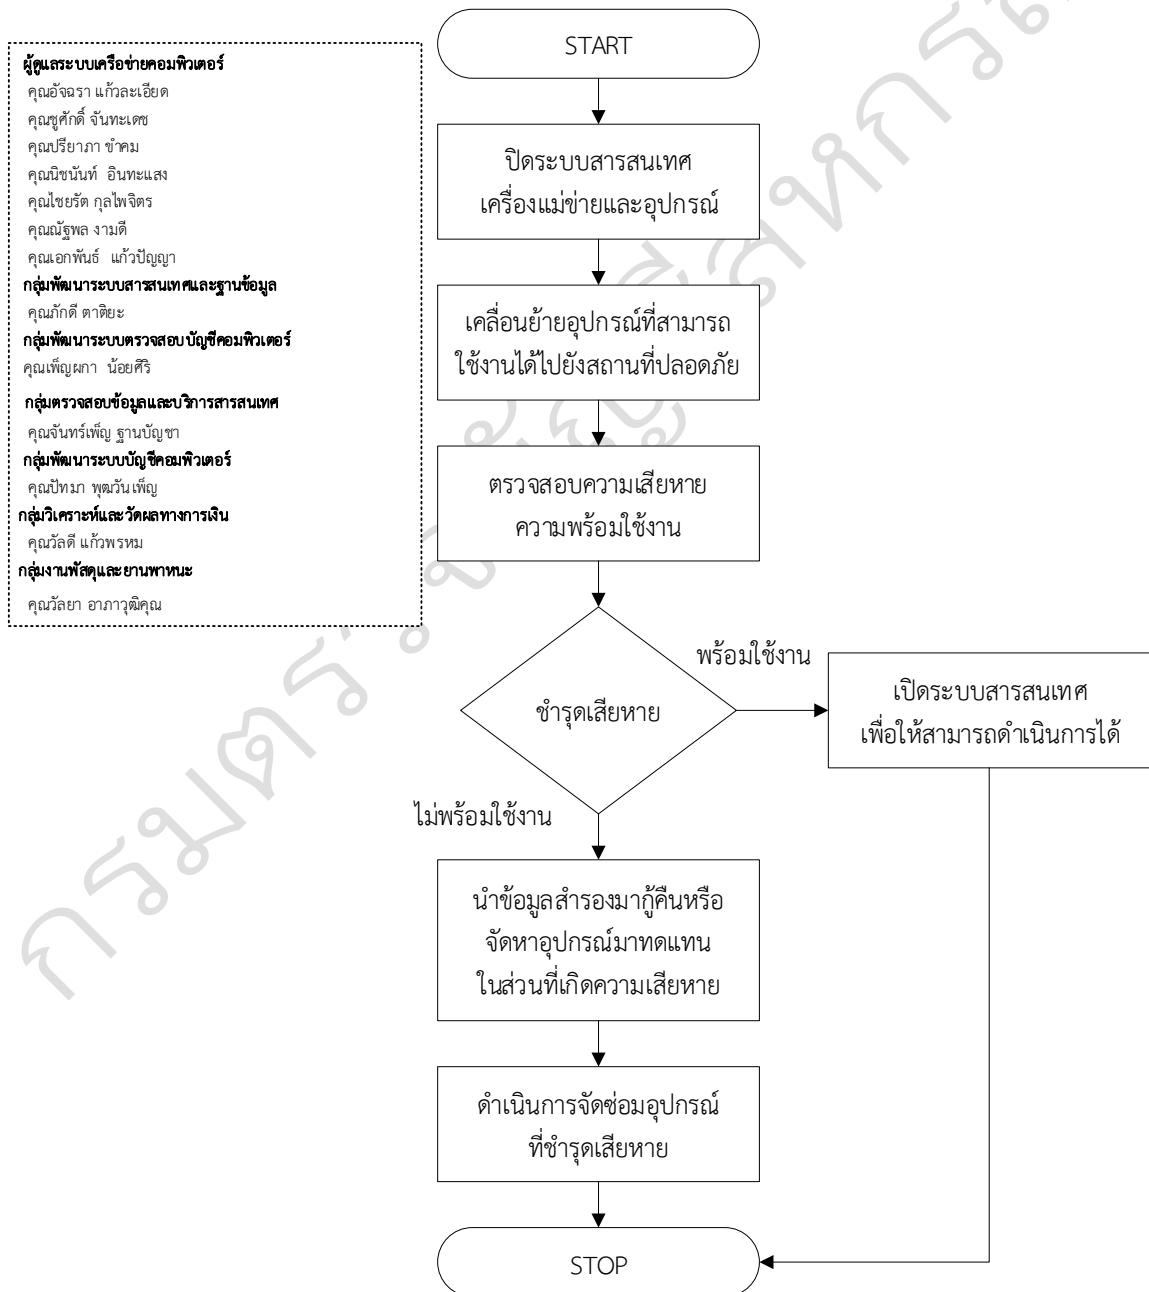 START
ผู้ดูแลระบบเครือข่ายคอมพิวเตอร์
คุณอัจฉรา แก้วละเอียด
คุณชูศักดิ์ จันทะเดช
คุณปรียาภา ขำคม
คุณนิชนันท์ อินทะแสง
คุณไชยรัต กุลไพจิตร
คุณณัฐพล งามดี
คุณเอกพันธ์ แก้วปัญญา
กลุ่มพัฒนาระบบสารสนเทศและฐานข้อมูล
คุณภักดี ตาติยะ
กลุ่มพัฒนาระบบตรวจสอบบัญชีคอมพิวเตอร์
คุณเพ็ญผกา น้อยศิริ
กลุ่มตรวจสอบข้อมูลและบริการสารสนเทศ
คุณจันทร์เพ็ญ ฐานบัญชา
กลุ่มพัฒนาระบบบัญชีคอมพิวเตอร์
คุณปัทมา พุฒวันเพ็ญ
กลุ่มวิเคราะห์และวัดผลทางการเงิน
คุณวัลดี แก้วพรหม
กลุ่มงานพัสดุและยานพาหนะ
คุณวัลยา อาภาวุฒิคุณ
ปิดระบบสารสนเทศ
เครื่องแม่ข่ายและอุปกรณ์
เคลื่อนย้ายอุปกรณ์ที่สามารถ
ใช้งานได้ไปยังสถานที่ปลอดภัย
ตรวจสอบความเสียหาย
ความพร้อมใช้งาน
ชำรุดเสียหาย
พร้อมใช้งาน
เปิดระบบสารสนเทศ
เพื่อให้สามารถดำเนินการได้
ไม่พร้อมใช้งาน
นำข้อมูลสำรองมากู้คืนหรือ
จัดหาอุปกรณ์มาทดแทน
ในส่วนที่เกิดความเสียหาย
ดำเนินการจัดซ่อมอุปกรณ์
ที่ชำรุดเสียหาย
STOP